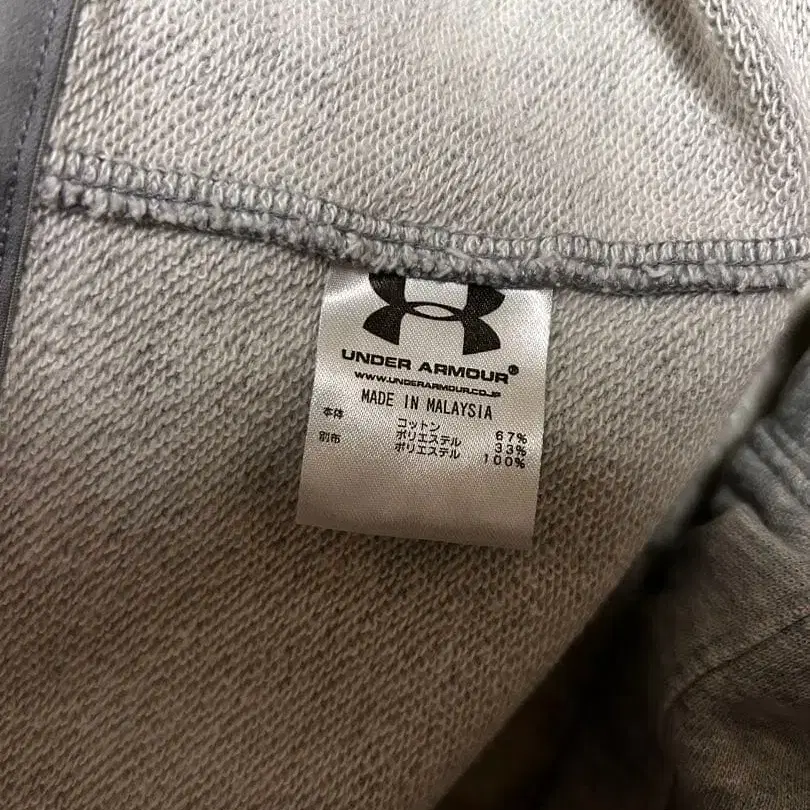 UNDER ARMOUR®
WWW.UNDERARMOUR.CO.JP
MADE IN MALAYSIA
本体 コットン 67%
ポリエステル 33%
別布 ポリエステル 100%